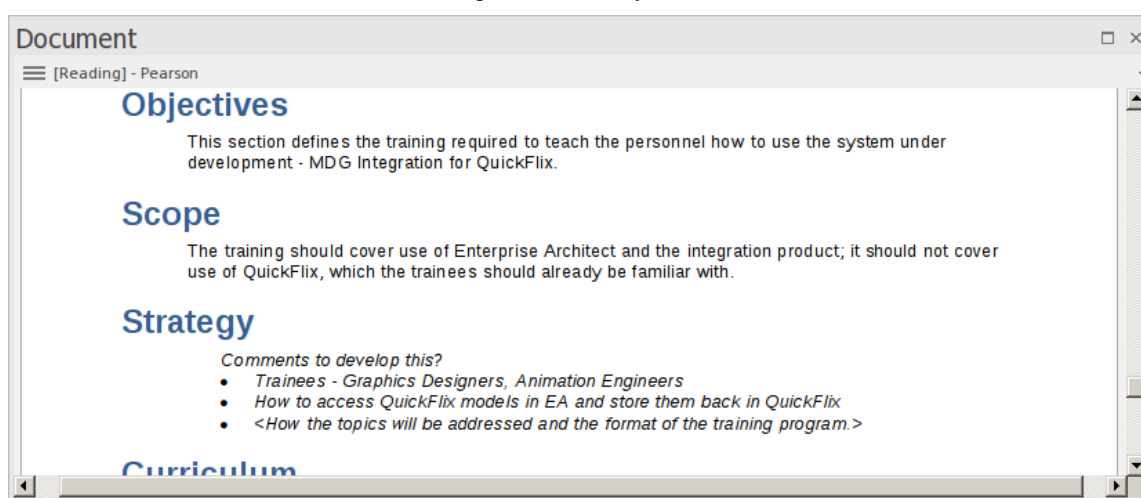 Document
[Reading] - Pearson
Objectives
This section defines the training required to teach the personnel how to use the system under
development - MDG Integration for QuickFlix.
Scope
The training should cover use of Enterprise Architect and the integration product; it should not cover
use of QuickFlix, which the trainees should already be familiar with.
Strategy
Comments to develop this?
• Trainees - Graphics Designers, Animation Engineers
• How to access QuickFlix models in EA and store them back in QuickFlix
• <How the topics will be addressed and the format of the training program.>
Curriculum